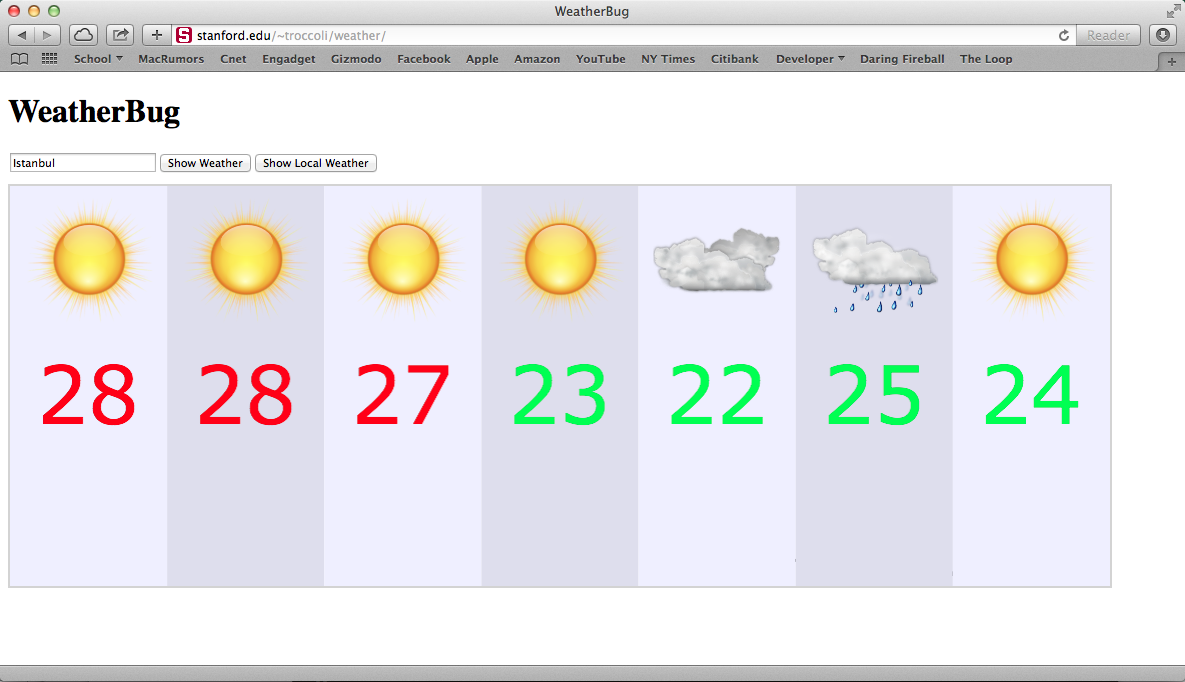 WeatherBug
stanford.edu/~troccoli/weather/
Reader
School MacRumors Cnet Engadget Gizmodo Facebook Apple Amazon YouTube NY Times Citibank Developer Daring Fireball The Loop
WeatherBug
Istanbul Show Weather Show Local Weather
28 28 27 23 22 25 24